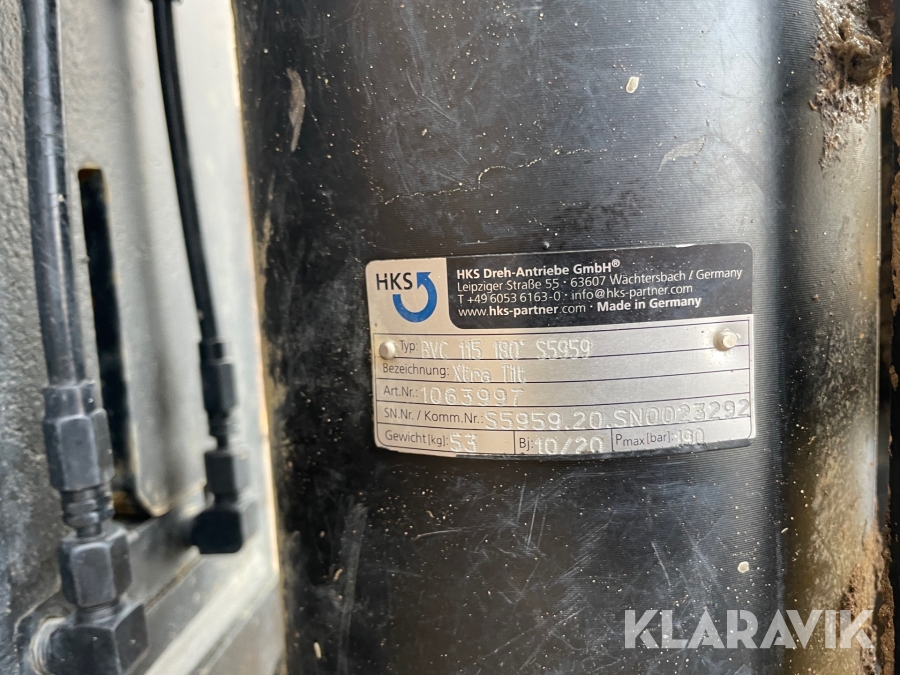 HKS
HKS Dreh-Antriebe GmbH®
Leipziger Straße 55 · 63607 Wächtersbach / Germany
T +49 6053 6163-0 · info@hks-partner.com
www.hks-partner.com · Made in Germany
Typ: 115 180° S5959
Bezeichnung: Xtra Tilt
Art.Nr.: 1063997
SN.Nr. / Komm.Nr.: S5959.20.SN0023292
Gewicht[kg]: 53 Bj: 10/20 Pmax[bar]: 190
KLARAVIK